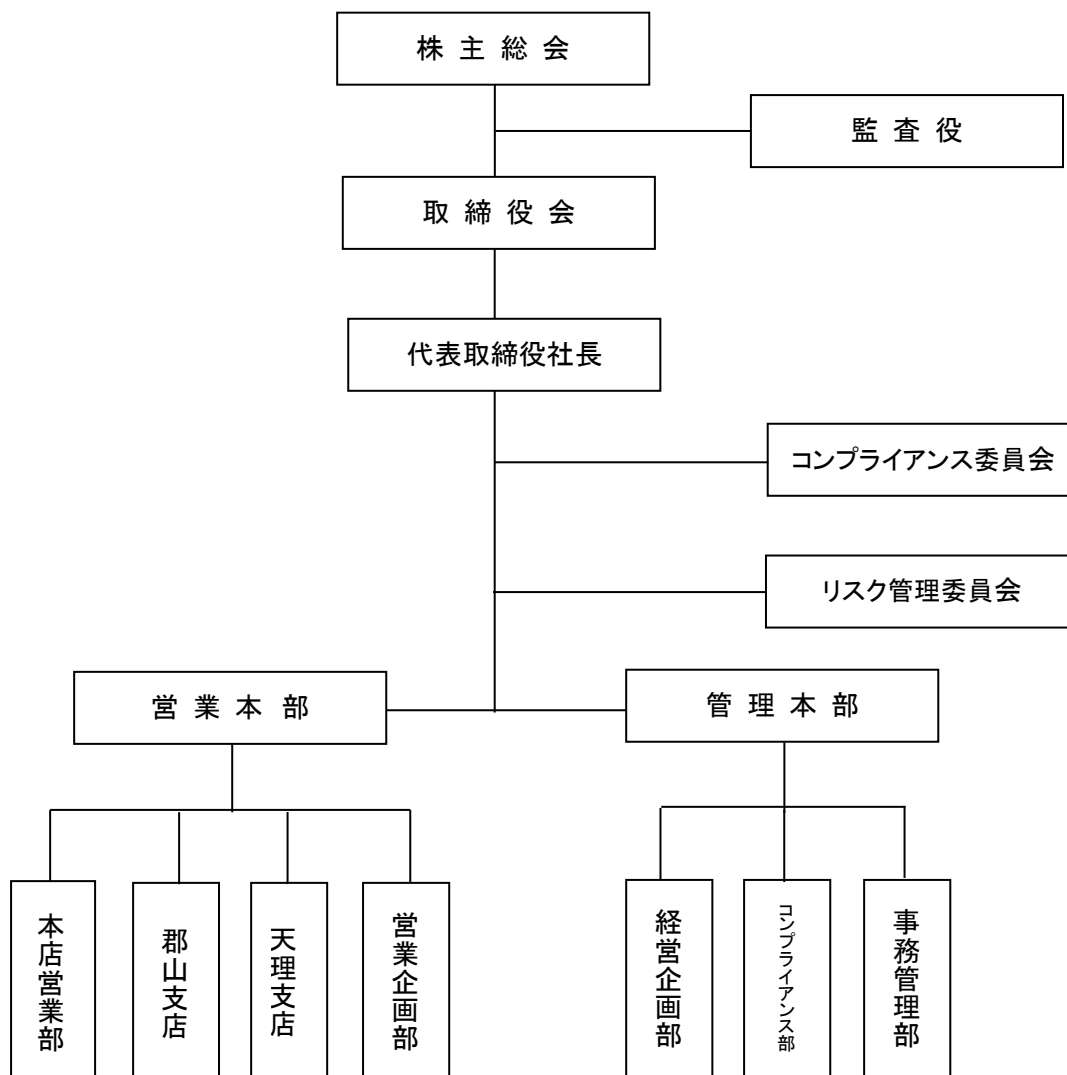 株主総会
監査役
取締役会
代表取締役社長
コンプライアンス委員会
リスク管理委員会
営業本部
管理本部
本店営業部
郡山支店
天理支店
営業企画部
経営企画部
コンプライアンス部
事務管理部